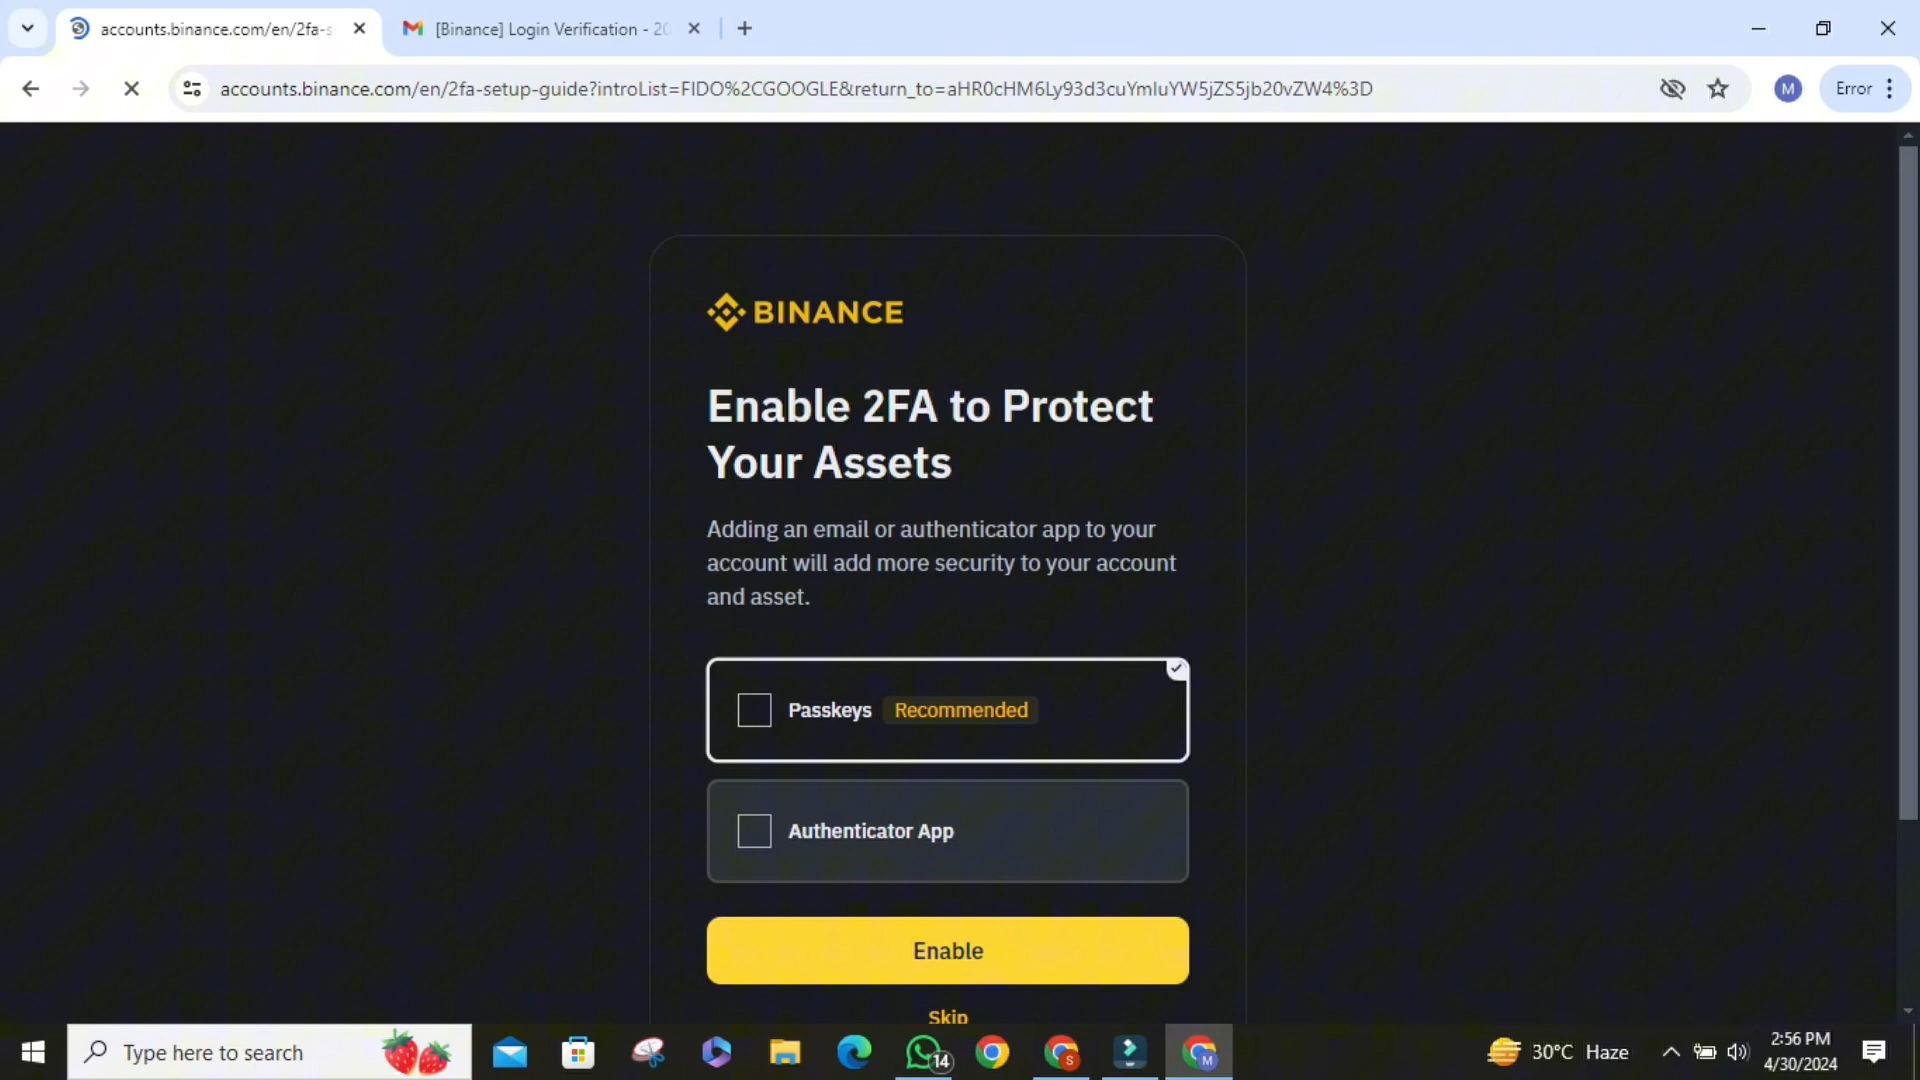 accounts.binance.com/en/2fa-s
[Binance] Login Verification - 20
accounts.binance.com/en/2fa-setup-guide?introList=FIDO%2CGOOGLE&return_to=aHR0cHM6Ly93d3cuYmluYW5jZS5jb20vZW4%3D
M
Error
BINANCE
Enable 2FA to Protect
Your Assets
Adding an email or authenticator app to your
account will add more security to your account
and asset.
Passkeys Recommended
Authenticator App
Enable
Skip
Type here to search
14
S
M
30°C Haze
2:56 PM
4/30/2024